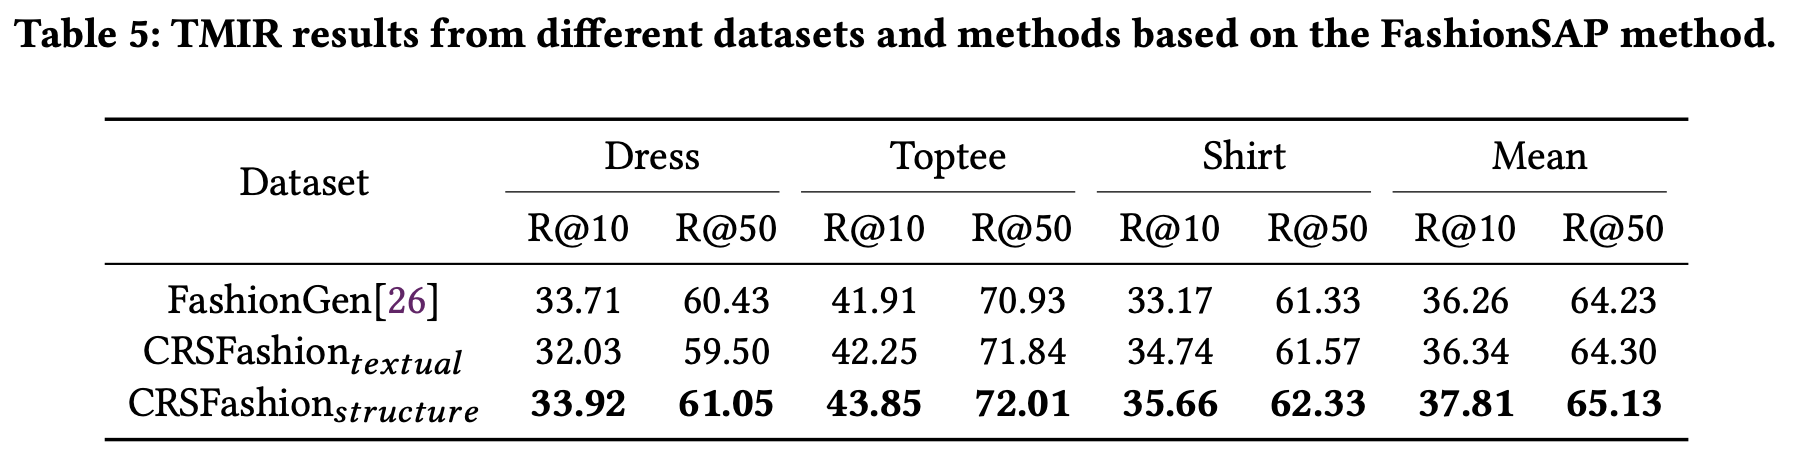 Table 5: TMIR results from different datasets and methods based on the FashionSAP method.
Dataset Dress Toptee Shirt Mean
R@10 R@50 R@10 R@50 R@10 R@50 R@10 R@50
FashionGen[26] 33.71 60.43 41.91 70.93 33.17 61.33 36.26 64.23
CRSFashion textual 32.03 59.50 42.25 71.84 34.74 61.57 36.34 64.30
CRSFashion structure 33.92 61.05 43.85 72.01 35.66 62.33 37.81 65.13